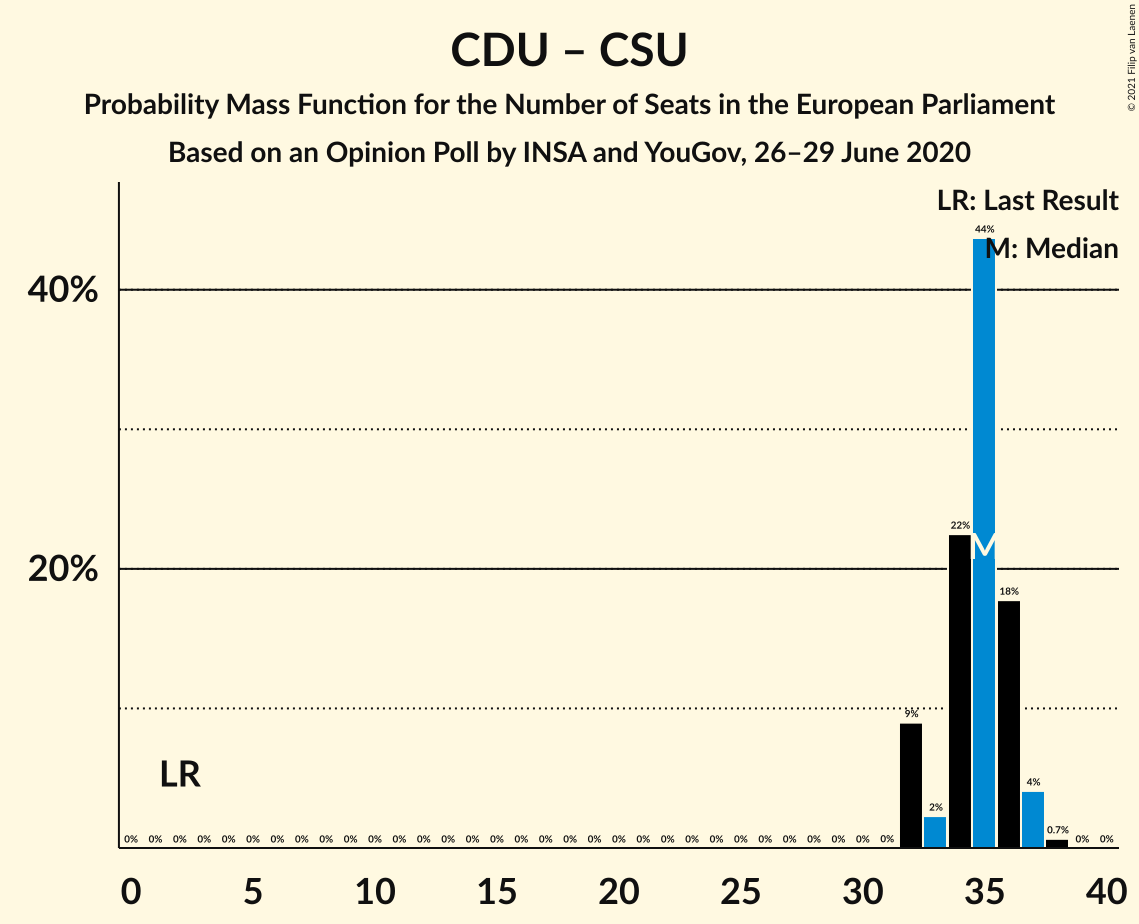 CDU – CSU
Probability Mass Function for the Number of Seats in the European Parliament
Based on an Opinion Poll by INSA and YouGov, 26–29 June 2020
© 2021 Filip van Laenen
LR: Last Result
M: Median
44%
40%
22%
M
20%
18%
9%
LR
4%
2%
0.7%
0% 0% 0% 0% 0% 0% 0% 0% 0% 0% 0% 0% 0% 0% 0% 0% 0% 0% 0% 0% 0% 0% 0% 0% 0% 0% 0% 0% 0% 0% 0% 0% 0% 0%
0 5 10 15 20 25 30 35 40